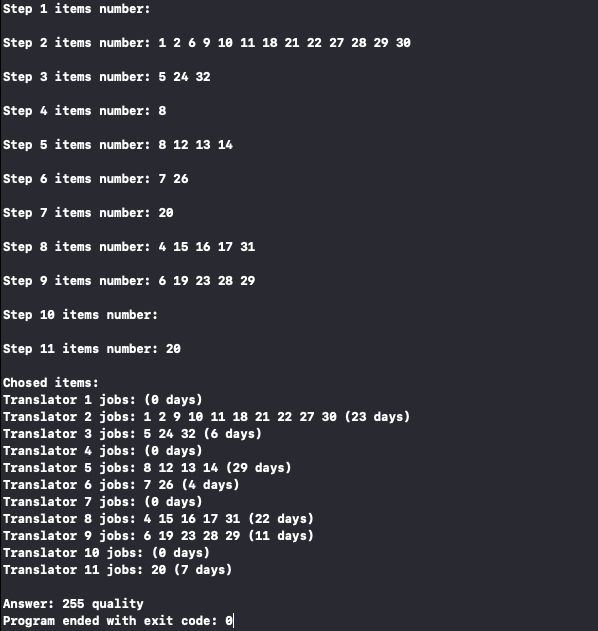 Step 1 items number:
Step 2 items number: 1 2 6 9 10 11 18 21 22 27 28 29 30
Step 3 items number: 5 24 32
Step 4 items number: 8
Step 5 items number: 8 12 13 14
Step 6 items number: 7 26
Step 7 items number: 20
Step 8 items number: 4 15 16 17 31
Step 9 items number: 6 19 23 28 29
Step 10 items number:
Step 11 items number: 20
Chosed items:
Translator 1 jobs: (0 days)
Translator 2 jobs: 1 2 9 10 11 18 21 22 27 30 (23 days)
Translator 3 jobs: 5 24 32 (6 days)
Translator 4 jobs: (0 days)
Translator 5 jobs: 8 12 13 14 (29 days)
Translator 6 jobs: 7 26 (4 days)
Translator 7 jobs: (0 days)
Translator 8 jobs: 4 15 16 17 31 (22 days)
Translator 9 jobs: 6 19 23 28 29 (11 days)
Translator 10 jobs: (0 days)
Translator 11 jobs: 20 (7 days)
Answer: 255 quality
Program ended with exit code: 0